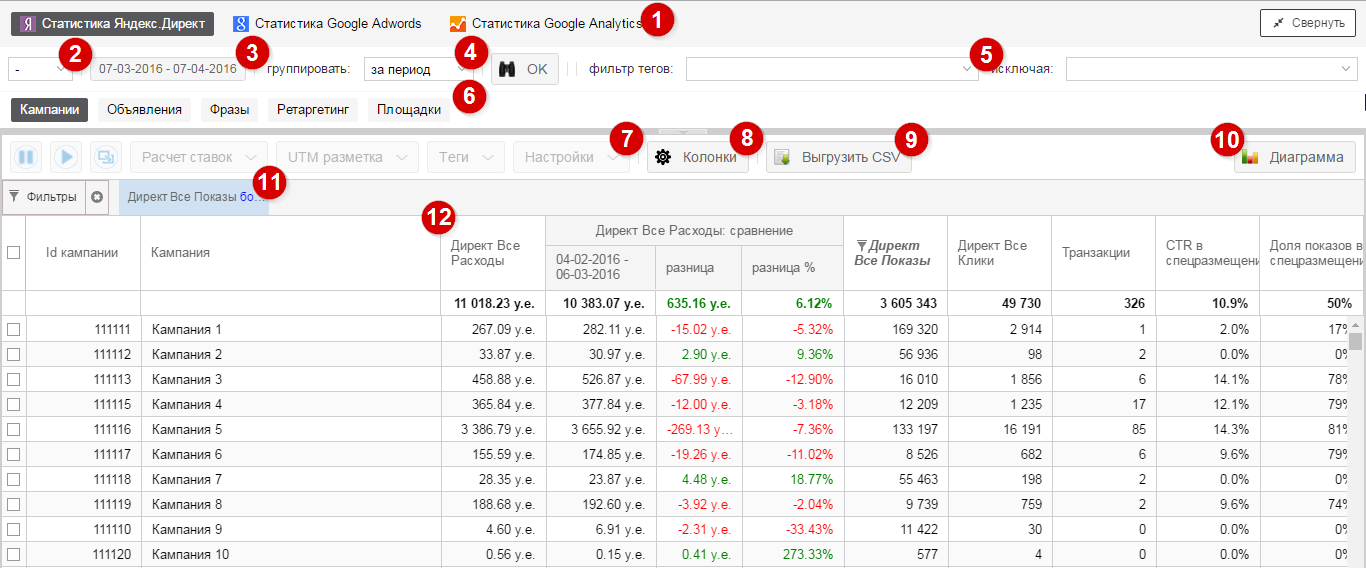 Я Статистика Яндекс.Директ g Статистика Google Adwords Статистика Google Analytics 1 Свернуть
2 3 4 5
- 07-03-2016 - 07-04-2016 группировать: за период OK фильтр тегов: исключая:
6
Кампании Объявления Фразы Ретаргетинг Площадки
7 8 9 10
Расчет ставок UTM разметка Теги Настройки Колонки Выгрузить CSV Диаграмма
11
Фильтры Директ Все Показы бо...
12
Id кампании Кампания Директ Все Расходы Директ Все Расходы: сравнение Директ Все Показы Директ Все Клики Транзакции CTR в спецразмещени Доля показов в спецразмещени
04-02-2016 - 06-03-2016 разница разница %
11 018.23 у.е. 10 383.07 у.е. 635.16 у.е. 6.12% 3 605 343 49 730 326 10.9% 50%
111111 Кампания 1 267.09 у.е. 282.11 у.е. -15.02 у.е. -5.32% 169 320 2 914 1 2.0% 17%
111112 Кампания 2 33.87 у.е. 30.97 у.е. 2.90 у.е. 9.36% 56 936 98 2 0.0% 0%
111113 Кампания 3 458.88 у.е. 526.87 у.е. -67.99 у.е. -12.90% 16 010 1 856 6 14.1% 78%
111115 Кампания 4 365.84 у.е. 377.84 у.е. -12.00 у.е. -3.18% 12 209 1 235 17 12.1% 79%
111116 Кампания 5 3 386.79 у.е. 3 655.92 у.е. -269.13 у... -7.36% 133 197 16 191 85 14.3% 81%
111117 Кампания 6 155.59 у.е. 174.85 у.е. -19.26 у.е. -11.02% 8 526 682 6 9.6% 79%
111118 Кампания 7 28.35 у.е. 23.87 у.е. 4.48 у.е. 18.77% 55 463 198 2 0.0% 0%
111119 Кампания 8 188.68 у.е. 192.60 у.е. -3.92 у.е. -2.04% 9 739 759 2 9.6% 74%
111110 Кампания 9 4.60 у.е. 6.91 у.е. -2.31 у.е. -33.43% 11 422 30 0 0.0% 0%
111120 Кампания 10 0.56 у.е. 0.15 у.е. 0.41 у.е. 273.33% 577 4 0 0.0% 0%